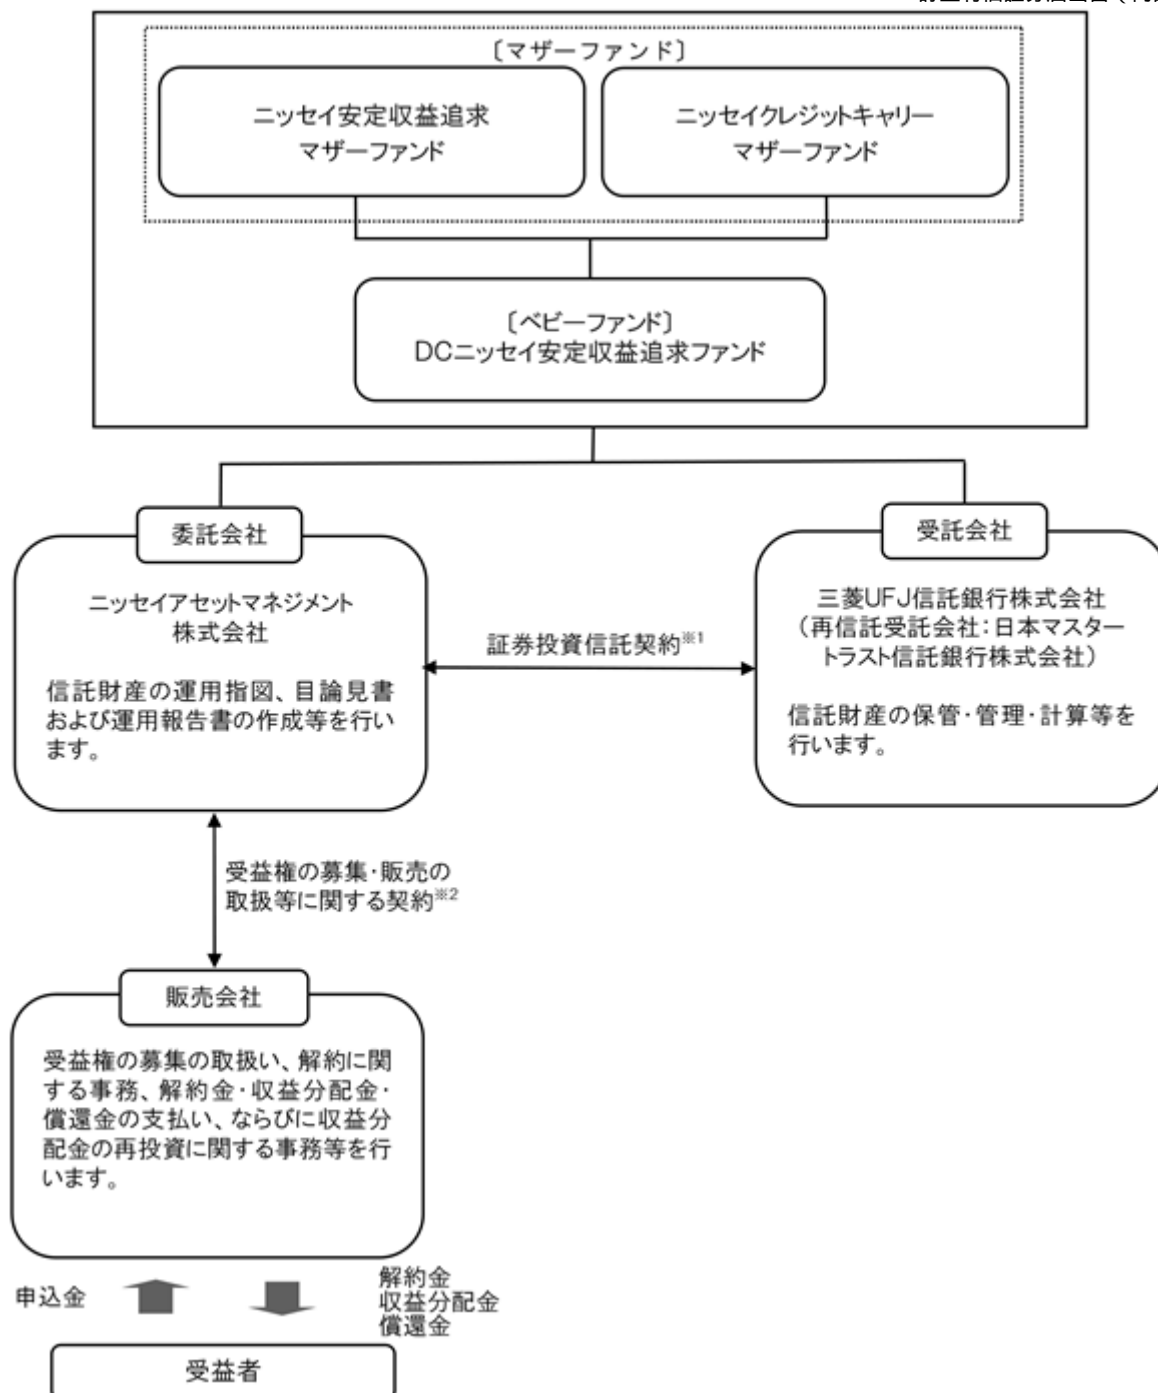 〔マザーファンド〕
ニッセイ安定収益追求
マザーファンド
ニッセイクレジットキャリー
マザーファンド
〔ベビーファンド〕
DCニッセイ安定収益追求ファンド
委託会社
ニッセイアセットマネジメント
株式会社
信託財産の運用指図、目論見書
および運用報告書の作成等を行い
ます。
証券投資信託契約※1
受託会社
三菱UFJ信託銀行株式会社
（再信託受託会社：日本マスター
トラスト信託銀行株式会社）
信託財産の保管・管理・計算等を
行います。
受益権の募集・販売の
取扱等に関する契約※2
販売会社
受益権の募集の取扱い、解約に関
する事務、解約金・収益分配金・
償還金の支払い、ならびに収益分
配金の再投資に関する事務等を行
います。
申込金
解約金
収益分配金
償還金
受益者